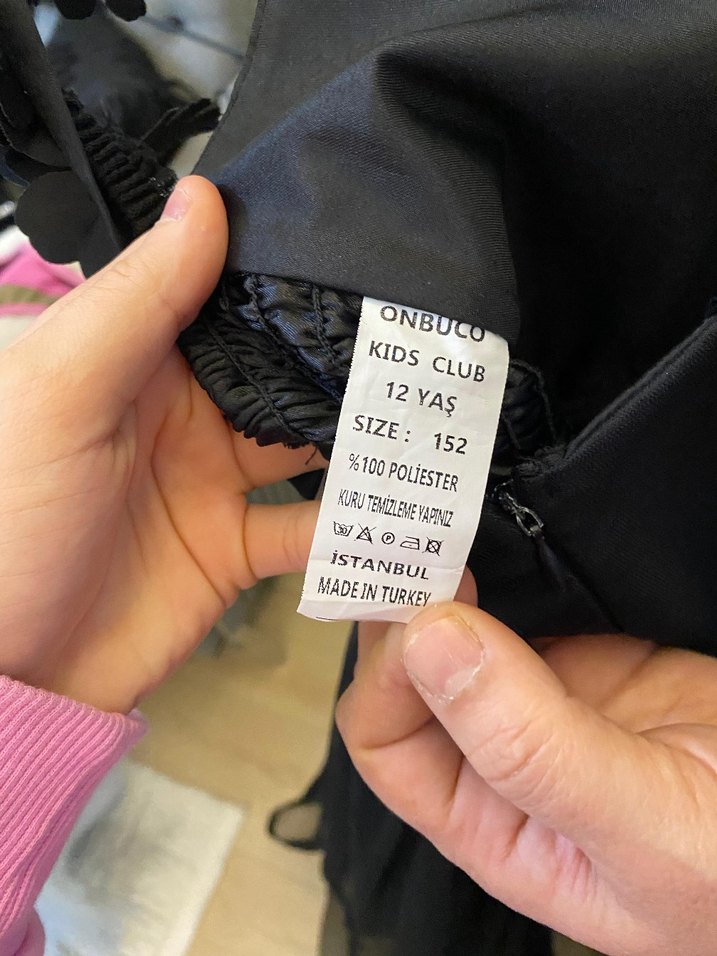 ONBUCO
KIDS CLUB
12 YAŞ
SIZE : 152
%100 POLİESTER
KURU TEMİZLEME YAPINIZ
P
İSTANBUL
MADE IN TURKEY